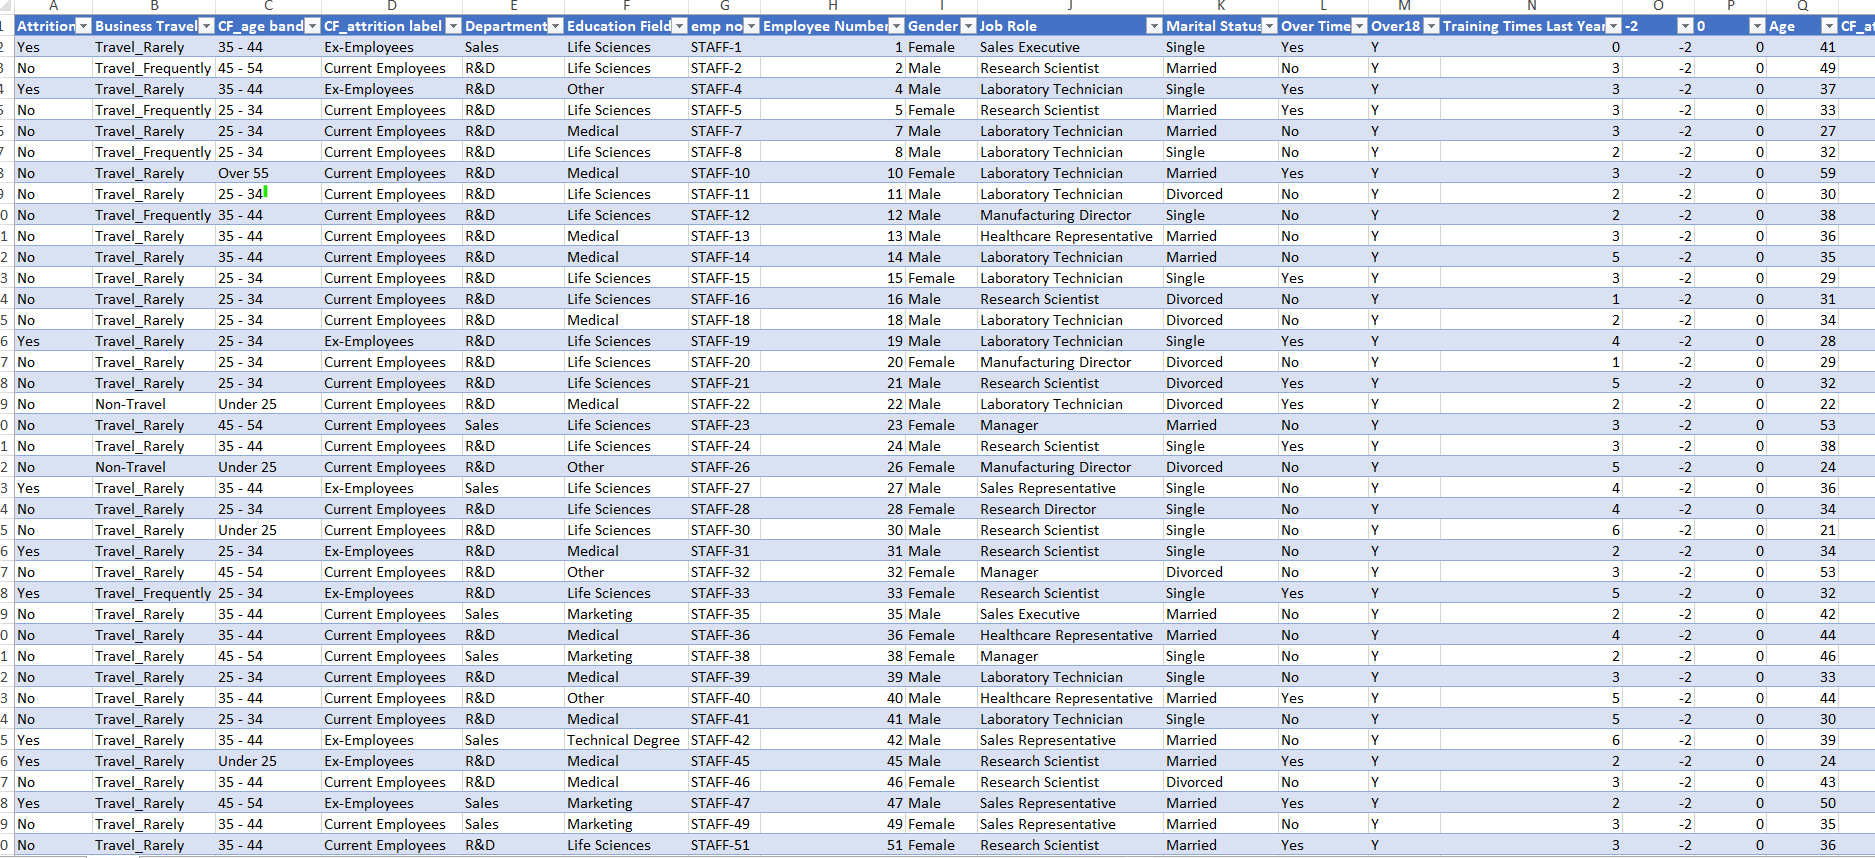 A B C D E F G H I J K L M N O P Q
1 Attrition Business Travel CF_age band CF_attrition label Department Education Field emp no Employee Number Gender Job Role Marital Status Over Time Over18 Training Times Last Year -2 0 Age CF_at
2 Yes Travel_Rarely 35 - 44 Ex-Employees Sales Life Sciences STAFF-1 1 Female Sales Executive Single Yes Y 0 -2 0 41
3 No Travel_Frequently 45 - 54 Current Employees R&D Life Sciences STAFF-2 2 Male Research Scientist Married No Y 3 -2 0 49
4 Yes Travel_Rarely 35 - 44 Ex-Employees R&D Other STAFF-4 4 Male Laboratory Technician Single Yes Y 3 -2 0 37
5 No Travel_Frequently 25 - 34 Current Employees R&D Life Sciences STAFF-5 5 Female Research Scientist Married Yes Y 3 -2 0 33
6 No Travel_Rarely 25 - 34 Current Employees R&D Medical STAFF-7 7 Male Laboratory Technician Married No Y 3 -2 0 27
7 No Travel_Frequently 25 - 34 Current Employees R&D Life Sciences STAFF-8 8 Male Laboratory Technician Single No Y 2 -2 0 32
8 No Travel_Rarely Over 55 Current Employees R&D Medical STAFF-10 10 Female Laboratory Technician Married Yes Y 3 -2 0 59
9 No Travel_Rarely 25 - 34 Current Employees R&D Life Sciences STAFF-11 11 Male Laboratory Technician Divorced No Y 2 -2 0 30
0 No Travel_Frequently 35 - 44 Current Employees R&D Life Sciences STAFF-12 12 Male Manufacturing Director Single No Y 2 -2 0 38
1 No Travel_Rarely 35 - 44 Current Employees R&D Medical STAFF-13 13 Male Healthcare Representative Married No Y 3 -2 0 36
2 No Travel_Rarely 35 - 44 Current Employees R&D Medical STAFF-14 14 Male Laboratory Technician Married No Y 5 -2 0 35
3 No Travel_Rarely 25 - 34 Current Employees R&D Life Sciences STAFF-15 15 Female Laboratory Technician Single Yes Y 3 -2 0 29
4 No Travel_Rarely 25 - 34 Current Employees R&D Life Sciences STAFF-16 16 Male Research Scientist Divorced No Y 1 -2 0 31
5 No Travel_Rarely 25 - 34 Current Employees R&D Medical STAFF-18 18 Male Laboratory Technician Divorced No Y 2 -2 0 34
6 Yes Travel_Rarely 25 - 34 Ex-Employees R&D Life Sciences STAFF-19 19 Male Laboratory Technician Single Yes Y 4 -2 0 28
7 No Travel_Rarely 25 - 34 Current Employees R&D Life Sciences STAFF-20 20 Female Manufacturing Director Divorced No Y 1 -2 0 29
8 No Travel_Rarely 25 - 34 Current Employees R&D Life Sciences STAFF-21 21 Male Research Scientist Divorced Yes Y 5 -2 0 32
9 No Non-Travel Under 25 Current Employees R&D Medical STAFF-22 22 Male Laboratory Technician Divorced Yes Y 2 -2 0 22
0 No Travel_Rarely 45 - 54 Current Employees Sales Life Sciences STAFF-23 23 Female Manager Married No Y 3 -2 0 53
1 No Travel_Rarely 35 - 44 Current Employees R&D Life Sciences STAFF-24 24 Male Research Scientist Single Yes Y 3 -2 0 38
2 No Non-Travel Under 25 Current Employees R&D Other STAFF-26 26 Female Manufacturing Director Divorced No Y 5 -2 0 24
3 Yes Travel_Rarely 35 - 44 Ex-Employees Sales Life Sciences STAFF-27 27 Male Sales Representative Single No Y 4 -2 0 36
4 No Travel_Rarely 25 - 34 Current Employees R&D Life Sciences STAFF-28 28 Female Research Director Single No Y 4 -2 0 34
5 No Travel_Rarely Under 25 Current Employees R&D Life Sciences STAFF-30 30 Male Research Scientist Single No Y 6 -2 0 21
6 Yes Travel_Rarely 25 - 34 Ex-Employees R&D Medical STAFF-31 31 Male Research Scientist Single No Y 2 -2 0 34
7 No Travel_Rarely 45 - 54 Current Employees R&D Other STAFF-32 32 Female Manager Divorced No Y 3 -2 0 53
8 Yes Travel_Frequently 25 - 34 Ex-Employees R&D Life Sciences STAFF-33 33 Female Research Scientist Single Yes Y 5 -2 0 32
9 No Travel_Rarely 35 - 44 Current Employees Sales Marketing STAFF-35 35 Male Sales Executive Married No Y 2 -2 0 42
0 No Travel_Rarely 35 - 44 Current Employees R&D Medical STAFF-36 36 Female Healthcare Representative Married No Y 4 -2 0 44
1 No Travel_Rarely 45 - 54 Current Employees Sales Marketing STAFF-38 38 Female Manager Single No Y 2 -2 0 46
2 No Travel_Rarely 25 - 34 Current Employees R&D Medical STAFF-39 39 Male Laboratory Technician Single No Y 3 -2 0 33
3 No Travel_Rarely 35 - 44 Current Employees R&D Other STAFF-40 40 Male Healthcare Representative Married Yes Y 5 -2 0 44
4 No Travel_Rarely 25 - 34 Current Employees R&D Medical STAFF-41 41 Male Laboratory Technician Single No Y 5 -2 0 30
5 Yes Travel_Rarely 35 - 44 Ex-Employees Sales Technical Degree STAFF-42 42 Male Sales Representative Married No Y 6 -2 0 39
6 Yes Travel_Rarely Under 25 Ex-Employees R&D Medical STAFF-45 45 Male Research Scientist Married Yes Y 2 -2 0 24
7 No Travel_Rarely 35 - 44 Current Employees R&D Medical STAFF-46 46 Female Research Scientist Divorced No Y 3 -2 0 43
8 Yes Travel_Rarely 45 - 54 Ex-Employees Sales Marketing STAFF-47 47 Male Sales Representative Married Yes Y 2 -2 0 50
9 No Travel_Rarely 35 - 44 Current Employees Sales Marketing STAFF-49 49 Female Sales Representative Married No Y 3 -2 0 35
0 No Travel_Rarely 35 - 44 Current Employees R&D Life Sciences STAFF-51 51 Female Research Scientist Married Yes Y 3 -2 0 36